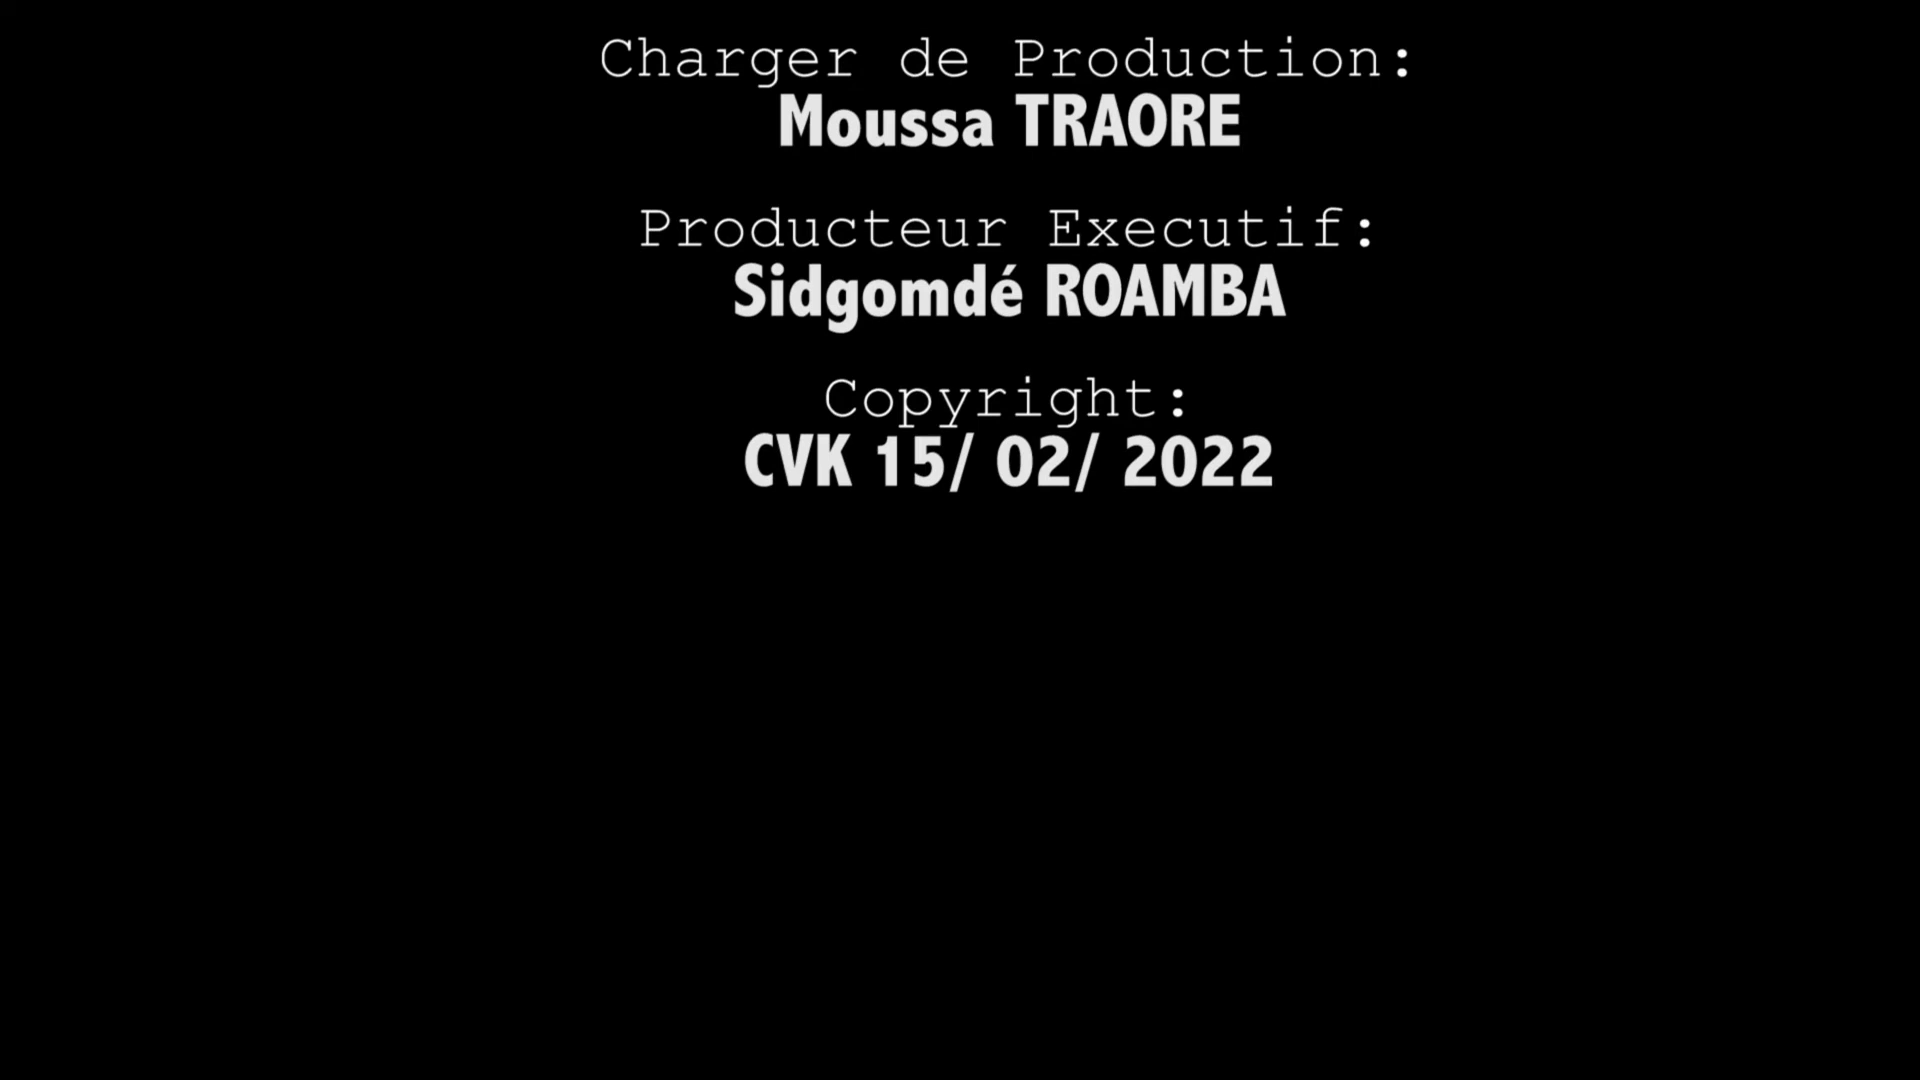 Charger de Production:
Moussa TRAORE
Producteur Executif:
Sidgomdé ROAMBA
Copyright:
CVK 15/ 02/ 2022